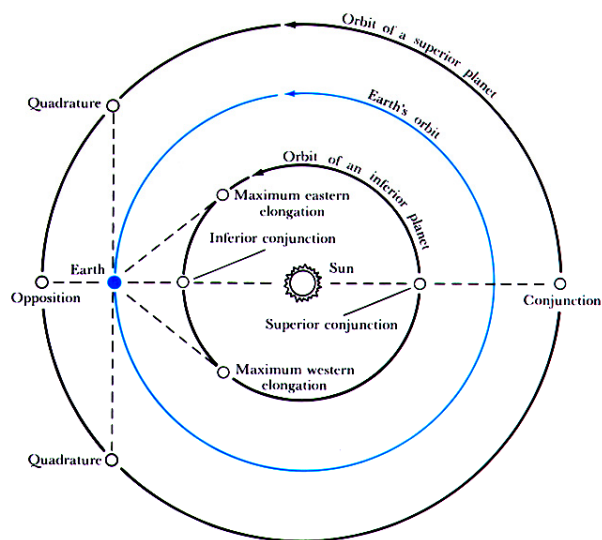 Orbit of a superior planet
Quadrature
Earth's orbit
Orbit of an inferior planet
Maximum eastern
elongation
Inferior conjunction
Earth
Sun
Opposition
Conjunction
Superior conjunction
Maximum western
elongation
Quadrature